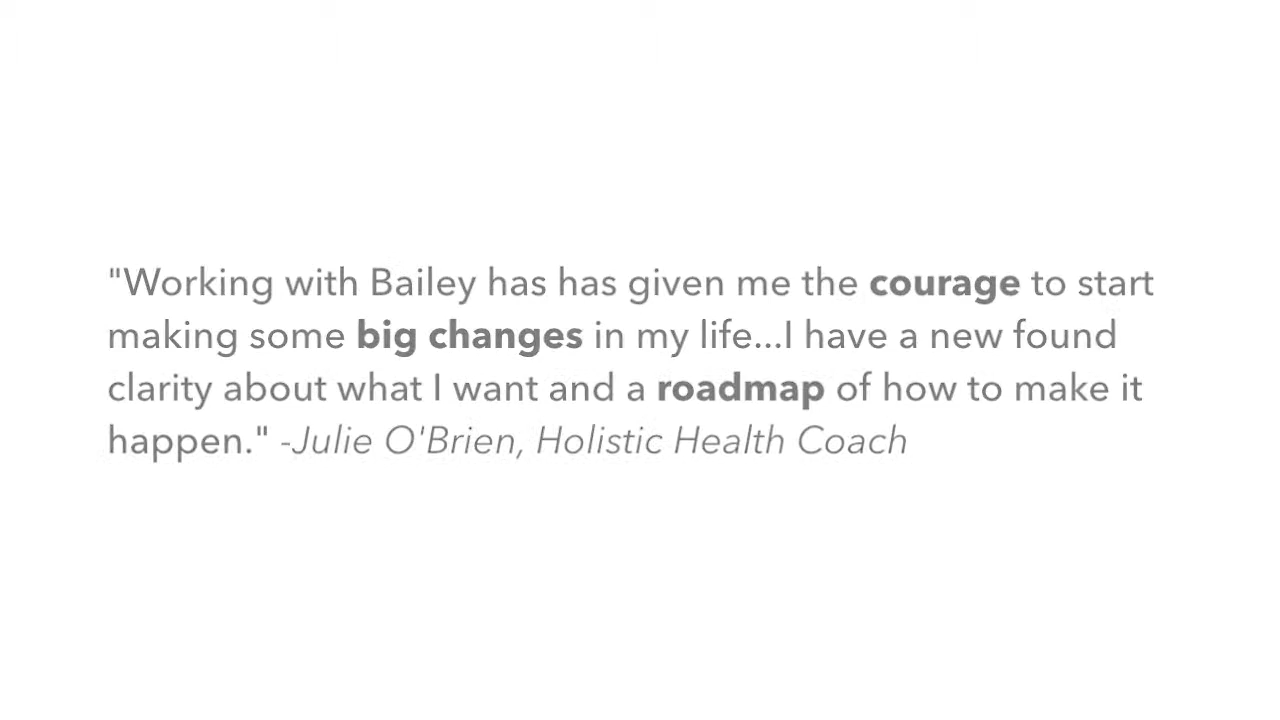 "Working with Bailey has has given me the courage to start
making some big changes in my life...I have a new found
clarity about what I want and a roadmap of how to make it
happen." -Julie O'Brien, Holistic Health Coach